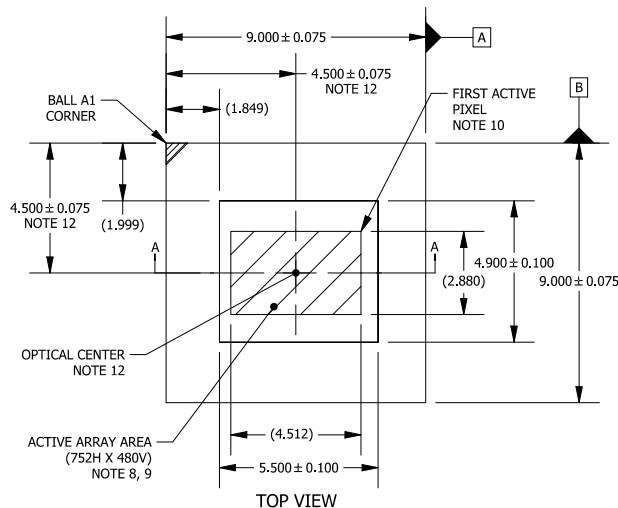 9.000 ± 0.075
A
4.500 ± 0.075
NOTE 12
BALL A1
CORNER
(1.849)
FIRST ACTIVE
PIXEL
NOTE 10
B
4.500 ± 0.075
NOTE 12
(1.999)
A
A
(2.880)
4.900 ± 0.100
9.000 ± 0.075
OPTICAL CENTER
NOTE 12
ACTIVE ARRAY AREA
(752H X 480V)
NOTE 8, 9
(4.512)
5.500 ± 0.100
TOP VIEW